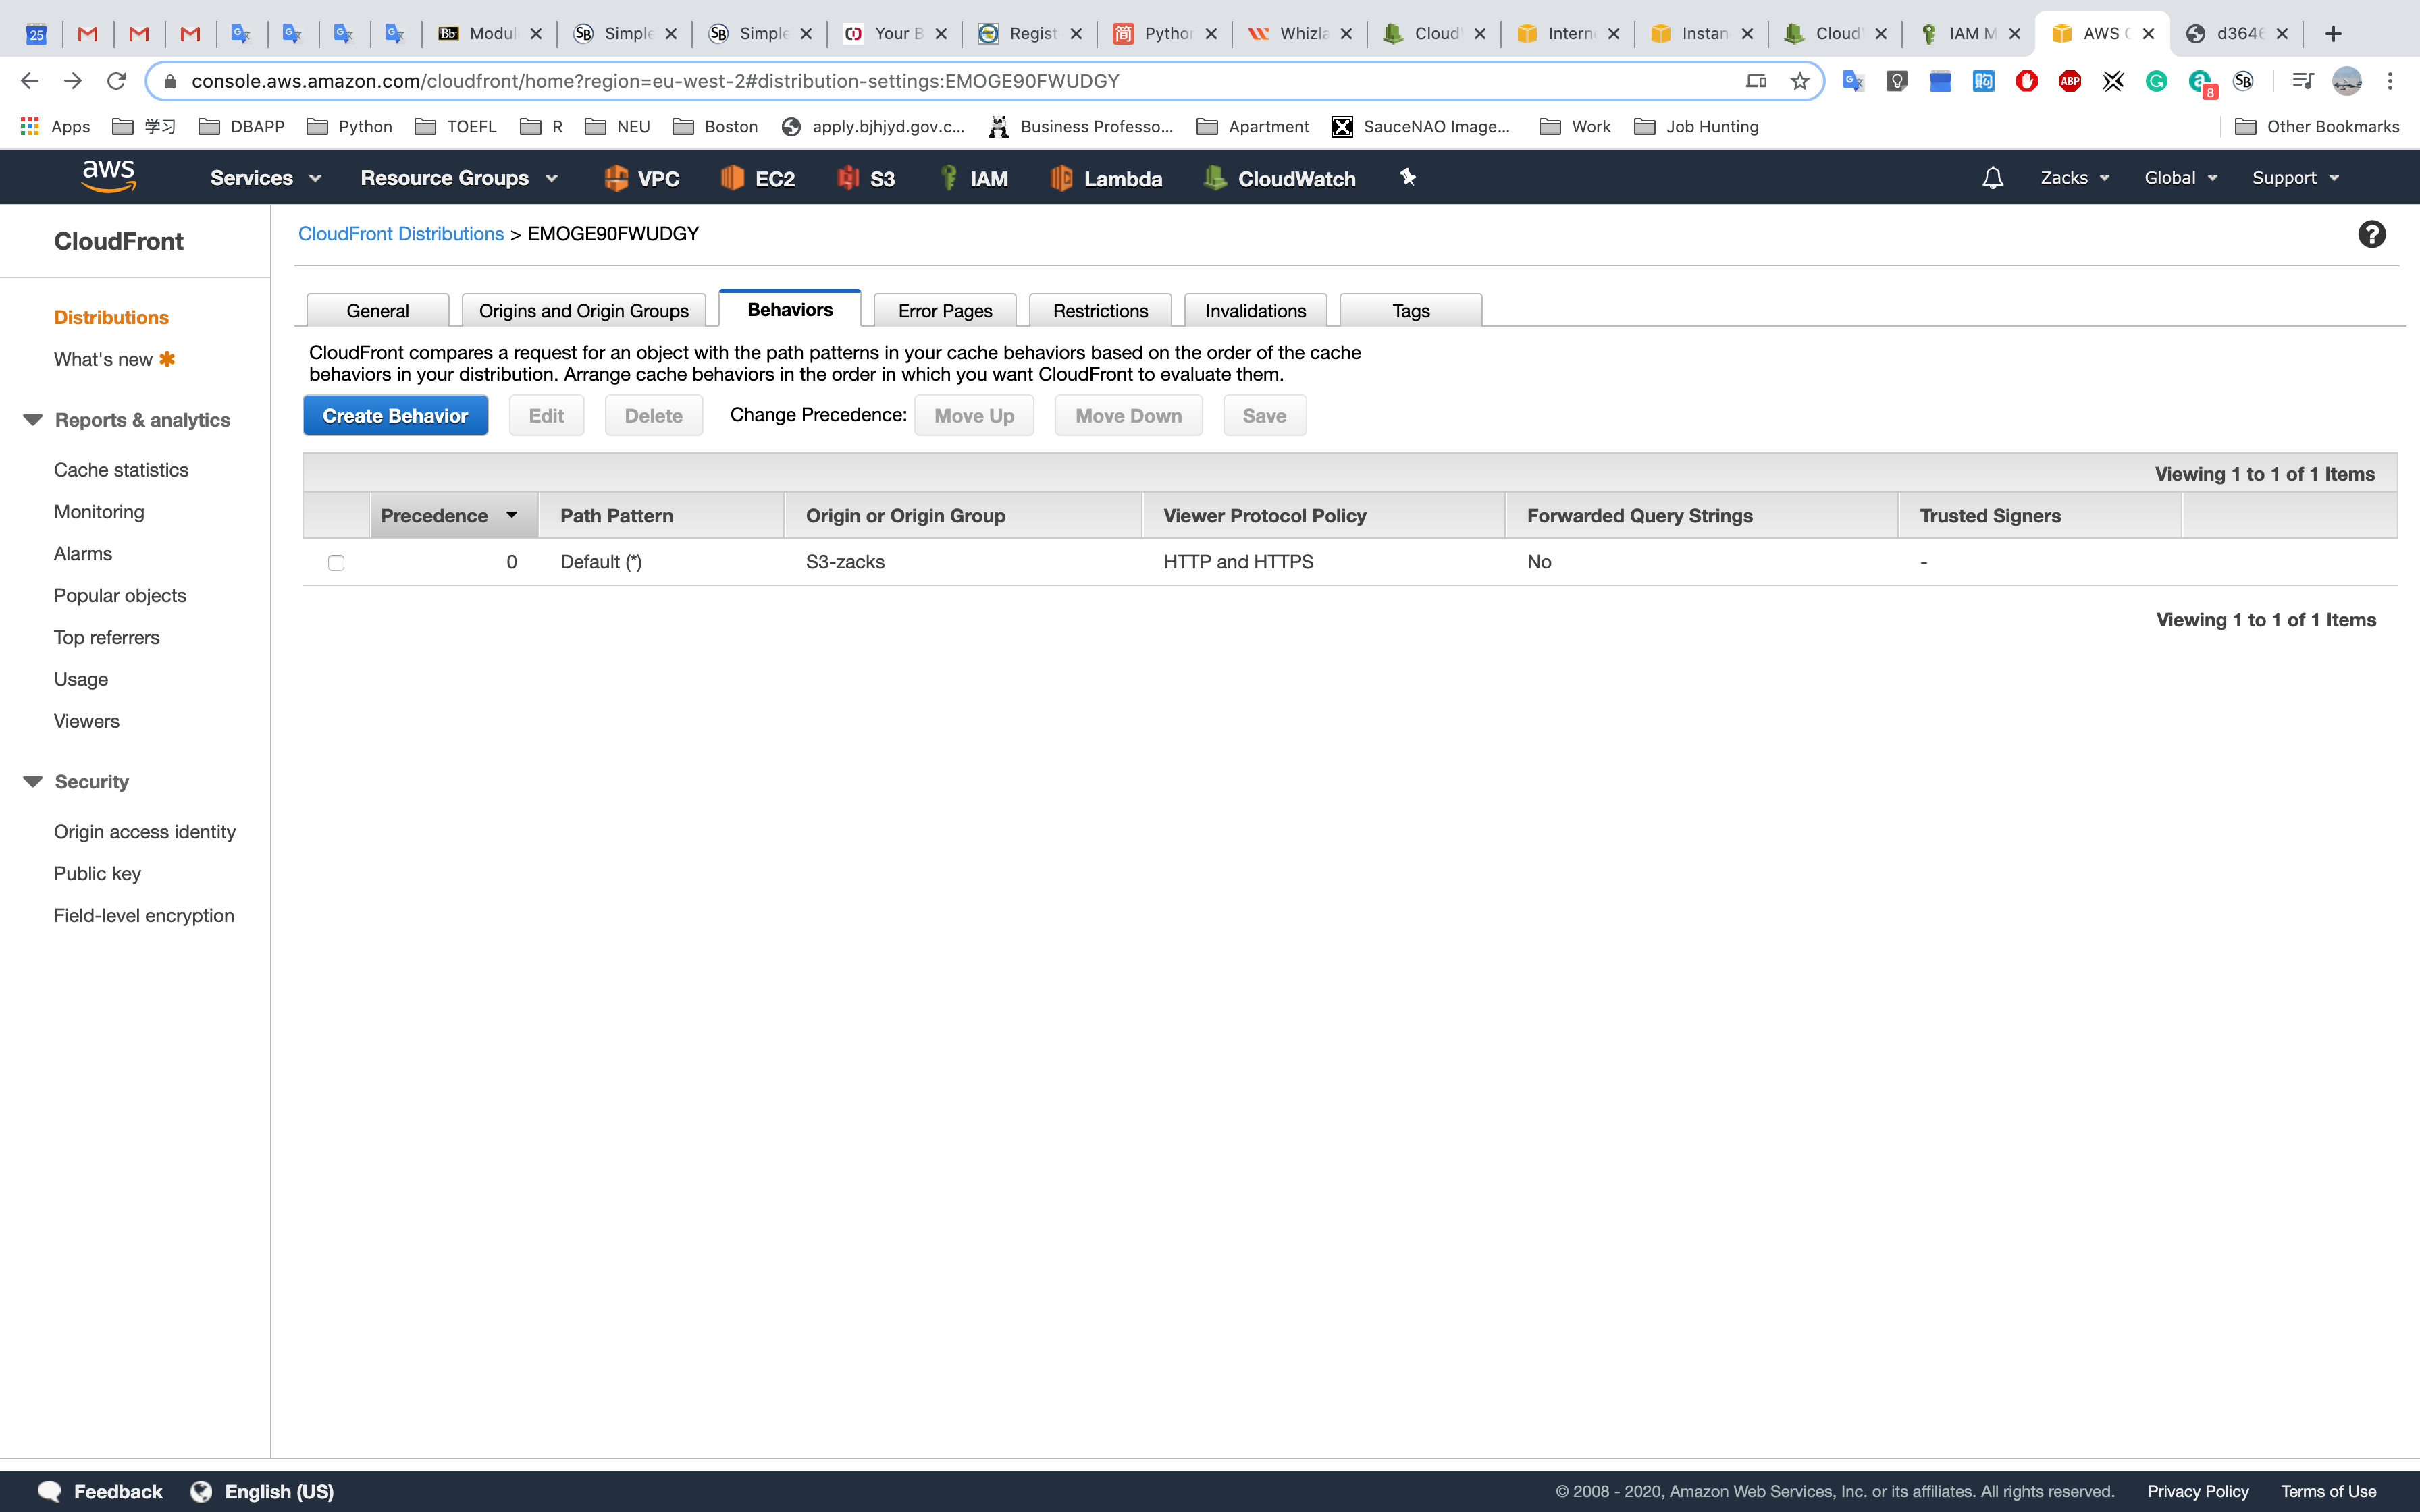 25
Modul
Simple
Simple
Your B
Regist
Pythor
Whizla
Cloud
Intern
Instan
Cloud
IAM M
AWS C
d3646
console.aws.amazon.com/cloudfront/home?region=eu-west-2#distribution-settings:EMOGE90FWUDGY
ABP
8
SB
Apps
学习
DBAPP
Python
TOEFL
R
NEU
Boston
apply.bjhjyd.gov.c...
Business Professo...
Apartment
SauceNAO Image...
Work
Job Hunting
Other Bookmarks
aws
Services
Resource Groups
VPC
EC2
S3
IAM
Lambda
CloudWatch
Zacks
Global
Support
CloudFront
Distributions
What's new
Reports & analytics
Cache statistics
Monitoring
Alarms
Popular objects
Top referrers
Usage
Viewers
Security
Origin access identity
Public key
Field-level encryption
CloudFront Distributions > EMOGE90FWUDGY
General
Origins and Origin Groups
Behaviors
Error Pages
Restrictions
Invalidations
Tags
CloudFront compares a request for an object with the path patterns in your cache behaviors based on the order of the cache
behaviors in your distribution. Arrange cache behaviors in the order in which you want CloudFront to evaluate them.
Create Behavior
Edit
Delete
Change Precedence:
Move Up
Move Down
Save
Viewing 1 to 1 of 1 Items
Precedence
Path Pattern
Origin or Origin Group
Viewer Protocol Policy
Forwarded Query Strings
Trusted Signers
0
Default (*)
S3-zacks
HTTP and HTTPS
No
-
Viewing 1 to 1 of 1 Items
Feedback
English (US)
© 2008 - 2020, Amazon Web Services, Inc. or its affiliates. All rights reserved.
Privacy Policy
Terms of Use